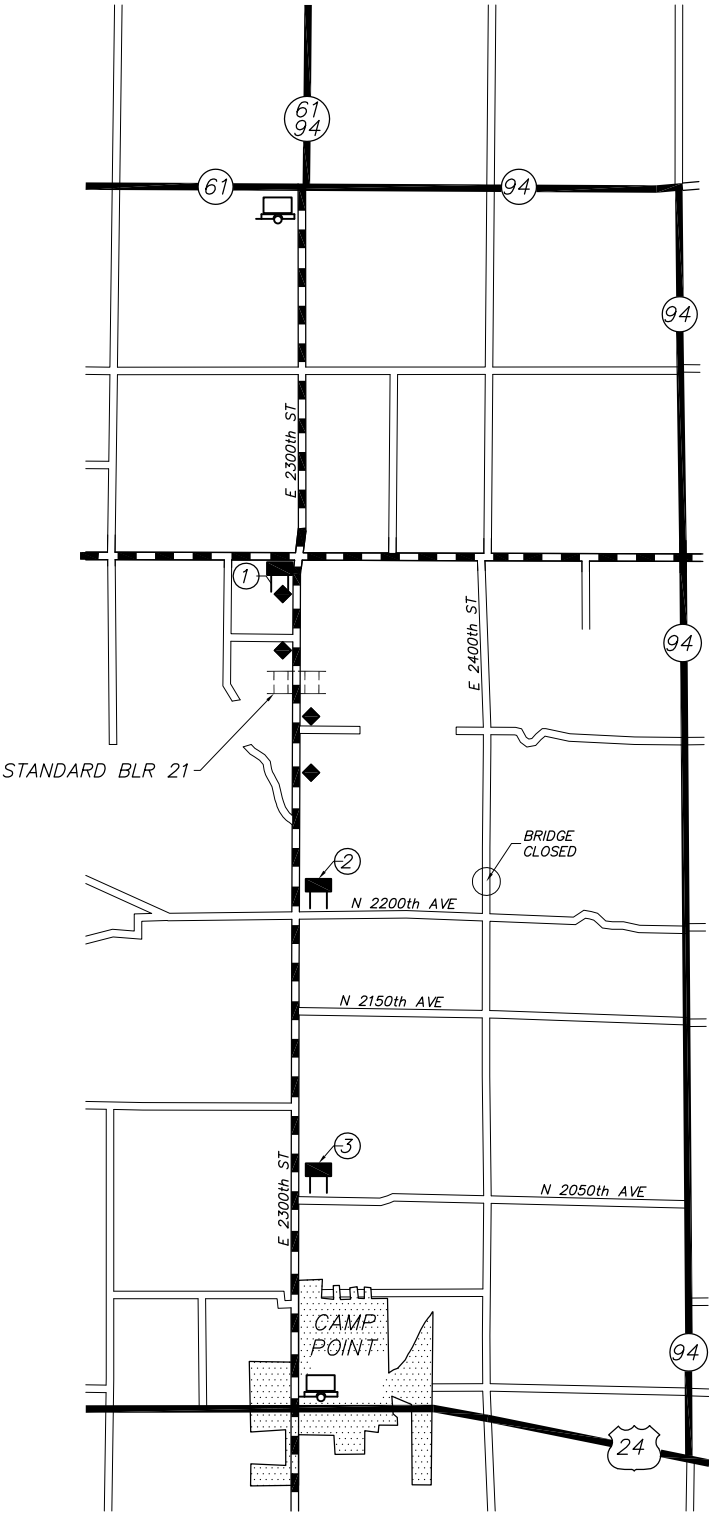 61
94
61
94
94
E 2300th ST
1
E 2400th ST
94
STANDARD BLR 21
BRIDGE
CLOSED
2
N 2200th AVE
N 2150th AVE
3
E 2300th ST
N 2050th AVE
CAMP
POINT
94
24